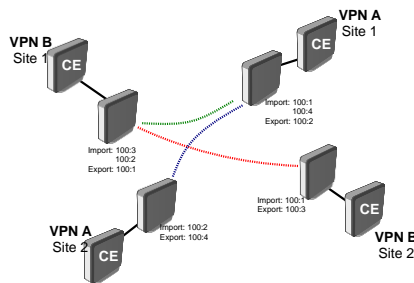 VPN A
Site 1
CE
VPN B
Site 1
CE
Import: 100:1
100:4
Export: 100:2
Import: 100:3
100:2
Export: 100:1
Import: 100:1
Export: 100:3
VPN A
Site 2
CE
Import: 100:2
Export: 100:4
CE
VPN B
Site 2